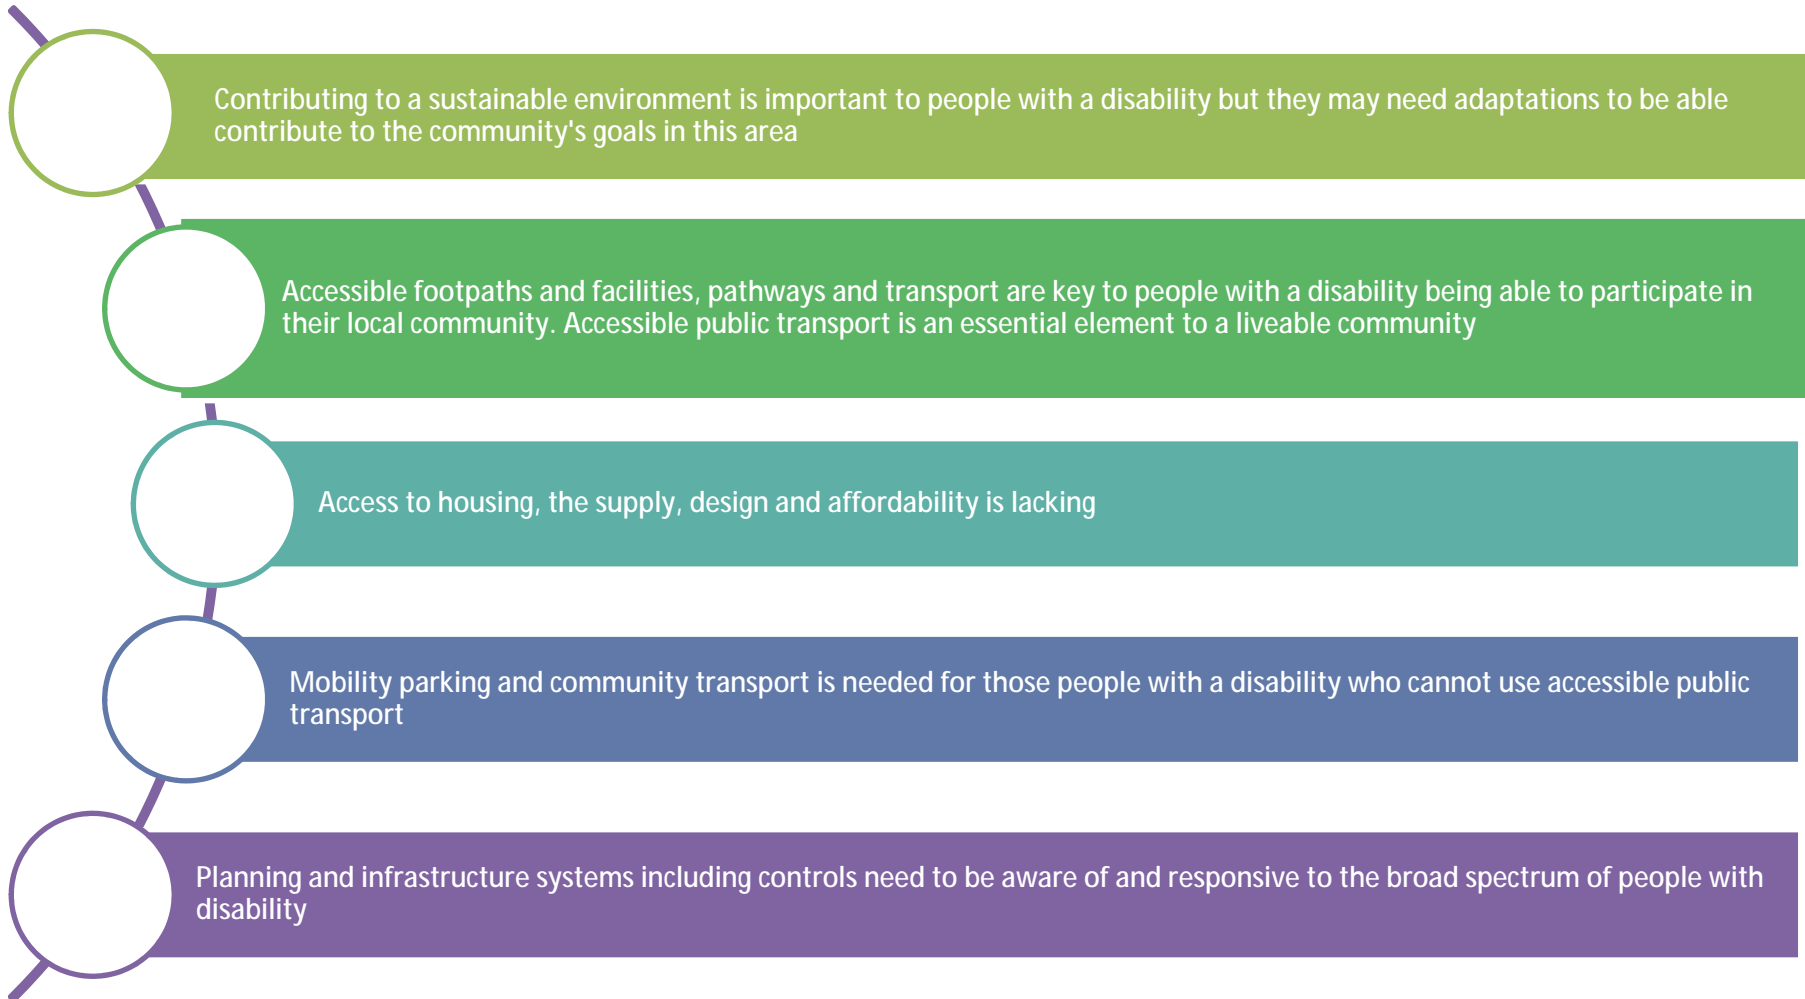 Contributing to a sustainable environment is important to people with a disability but they may need adaptations to be able
contribute to the community's goals in this area
Accessible footpaths and facilities, pathways and transport are key to people with a disability being able to participate in
their local community. Accessible public transport is an essential element to a liveable community
Access to housing, the supply, design and affordability is lacking
Mobility parking and community transport is needed for those people with a disability who cannot use accessible public
transport
Planning and infrastructure systems including controls need to be aware of and responsive to the broad spectrum of people with
disability